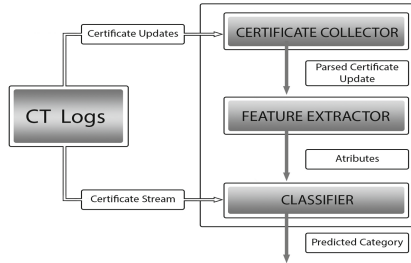 Certificate Updates
CERTIFICATE COLLECTOR
Parsed Certificate
Update
CT Logs
FEATURE EXTRACTOR
Atributes
Certificate Stream
CLASSIFIER
Predicted Category